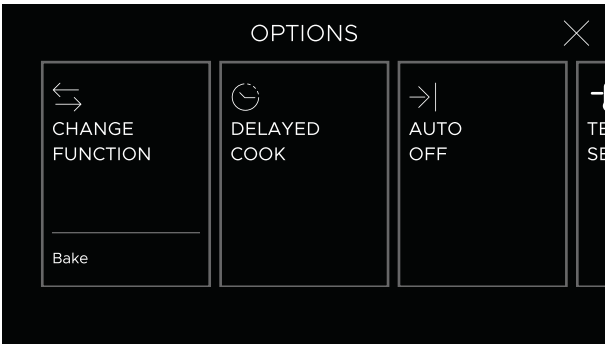 OPTIONS
CHANGE
FUNCTION
Bake
DELAYED
COOK
AUTO
OFF